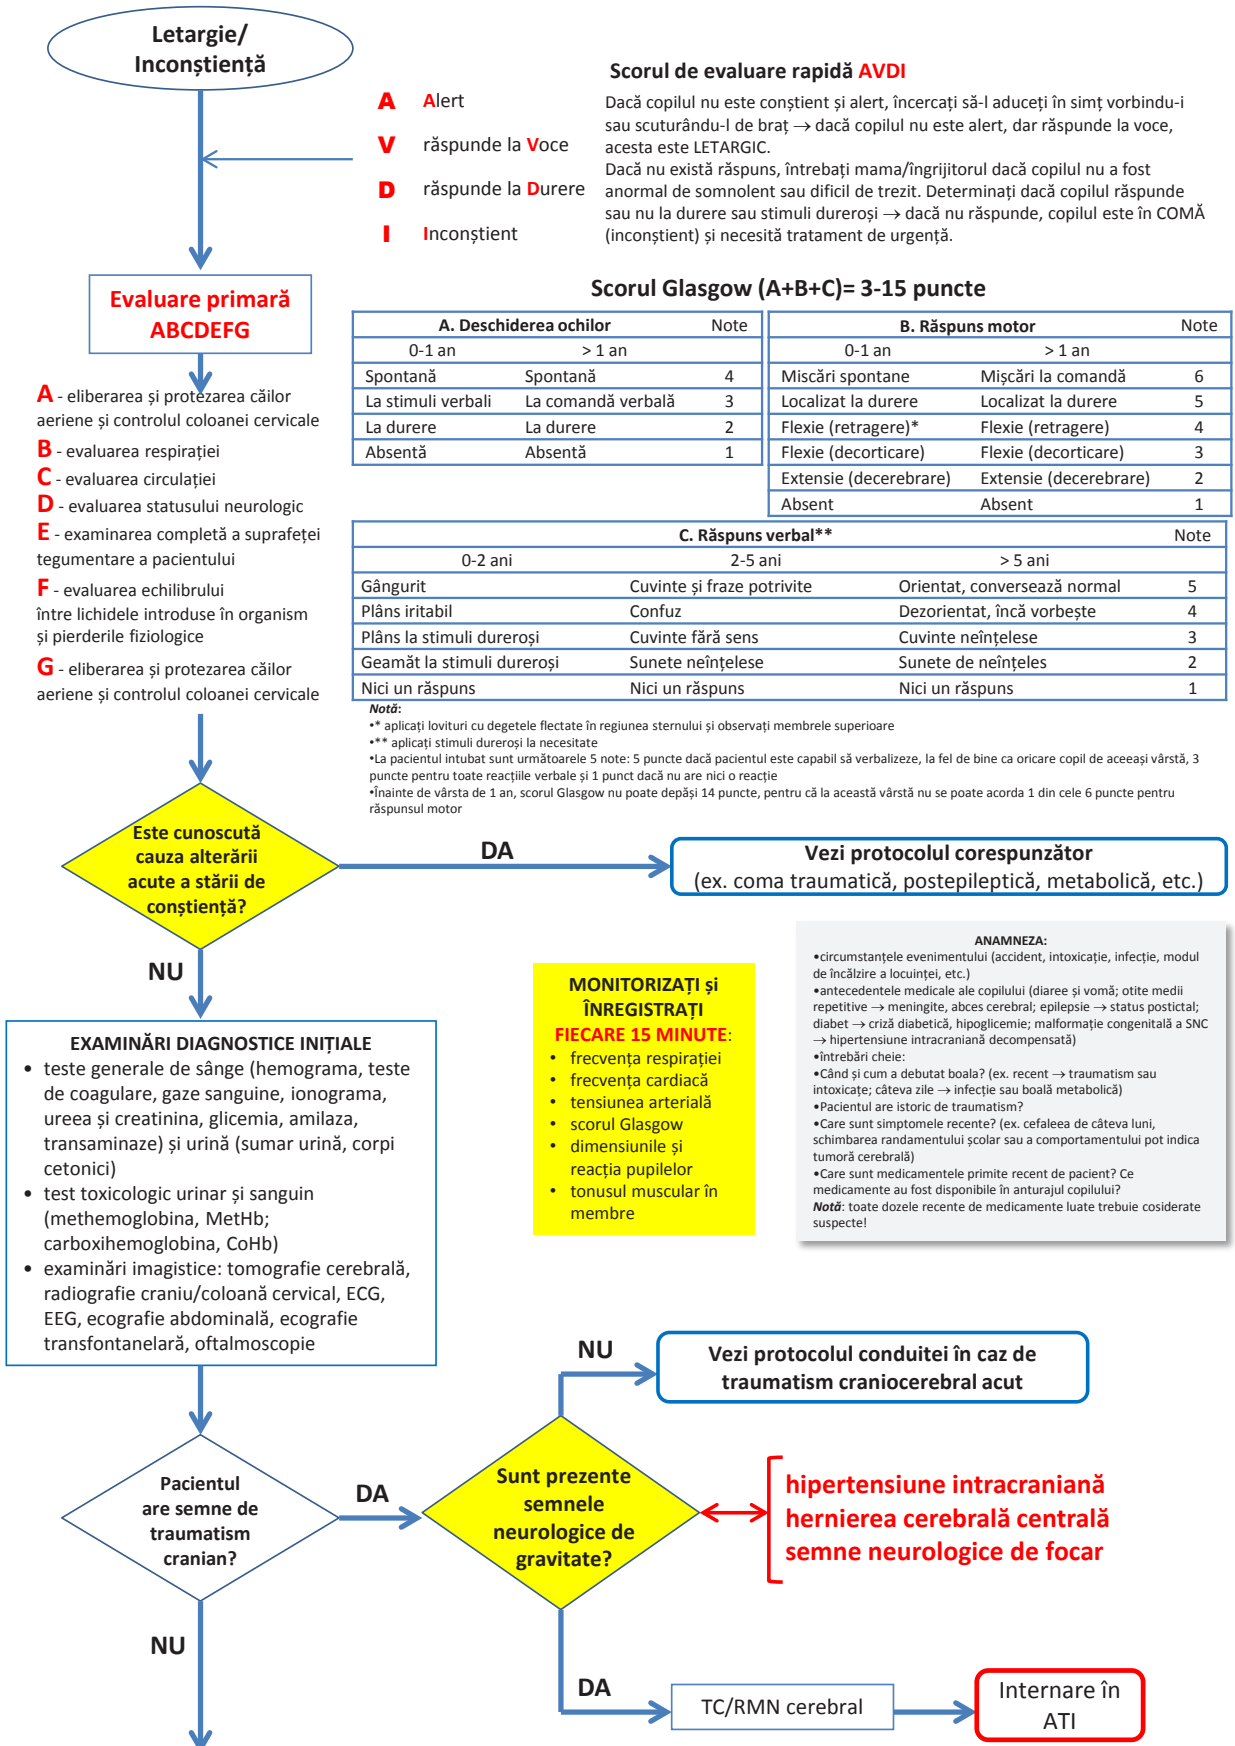 Letargie/
Inconștiență
Scorul de evaluare rapidă AVDI
A Alert
V răspunde la Voce
D răspunde la Durere
I Inconștient
Dacă copilul nu este conștient și alert, încercați să-l aduceți în simț vorbindu-i
sau scuturându-l de braț → dacă copilul nu este alert, dar răspunde la voce,
acesta este LETARGIC.
Dacă nu există răspuns, întrebați mama/îngrijitorul dacă copilul nu a fost
anormal de somnolent sau dificil de trezit. Determinați dacă copilul răspunde
sau nu la durere sau stimuli dureroși → dacă nu răspunde, copilul este în COMĂ
(inconștient) și necesită tratament de urgență.
Evaluare primară
ABCDEFG
A - eliberarea și protezarea căilor
aeriene și controlul coloanei cervicale
B - evaluarea respirației
C - evaluarea circulației
D - evaluarea statusului neurologic
E - examinarea completă a suprafeței
tegumentare a pacientului
F - evaluarea echilibrului
între lichidele introduse în organism
și pierderile fiziologice
G - eliberarea și protezarea căilor
aeriene și controlul coloanei cervicale
Scorul Glasgow (A+B+C)= 3-15 puncte
A. Deschiderea ochilor Note
0-1 an > 1 an
Spontană Spontană 4
La stimuli verbali La comandă verbală 3
La durere La durere 2
Absentă Absentă 1
B. Răspuns motor Note
0-1 an > 1 an
Miscări spontane Mișcări la comandă 6
Localizat la durere Localizat la durere 5
Flexie (retragere)* Flexie (retragere) 4
Flexie (decorticare) Flexie (decorticare) 3
Extensie (decerebrare) Extensie (decerebrare) 2
Absent Absent 1
C. Răspuns verbal** Note
0-2 ani 2-5 ani > 5 ani
Gângurit Cuvinte și fraze potrivite Orientat, conversează normal 5
Plâns iritabil Confuz Dezorientat, încă vorbește 4
Plâns la stimuli dureroși Cuvinte fără sens Cuvinte neînțelese 3
Geamăt la stimuli dureroși Sunete neînțelese Sunete de neînțeles 2
Nici un răspuns Nici un răspuns Nici un răspuns 1
Notă:
•* aplicați lovituri cu degetele flectate în regiunea sternului și observați membrele superioare
•** aplicați stimuli dureroși la necesitate
•La pacientul intubat sunt următoarele 5 note: 5 puncte dacă pacientul este capabil să verbalizeze, la fel de bine ca oricare copil de aceeași vârstă, 3
puncte pentru toate reacțiile verbale și 1 punct dacă nu are nici o reacție
•Înainte de vârsta de 1 an, scorul Glasgow nu poate depăși 14 puncte, pentru că la această vârstă nu se poate acorda 1 din cele 6 puncte pentru
răspunsul motor
Este cunoscută
cauza alterării
acute a stării de
conștiență?
DA
Vezi protocolul corespunzător
(ex. coma traumatică, postepileptică, metabolică, etc.)
NU
EXAMINĂRI DIAGNOSTICE INIȚIALE
• teste generale de sânge (hemograma, teste
de coagulare, gaze sanguine, ionograma,
ureea și creatinina, glicemia, amilaza,
transaminaze) și urină (sumar urină, corpi
cetonici)
• test toxicologic urinar și sanguin
(methemoglobina, MetHb;
carboxihemoglobina, CoHb)
• examinări imagistice: tomografie cerebrală,
radiografie craniu/coloană cervical, ECG,
EEG, ecografie abdominală, ecografie
transfontanelară, oftalmoscopie
MONITORIZAȚI și
ÎNREGISTRAȚI
FIECARE 15 MINUTE:
• frecvența respirației
• frecvența cardiacă
• tensiunea arterială
• scorul Glasgow
• dimensiunile și
reacția pupilelor
• tonusul muscular în
membre
ANAMNEZA:
•circumstanțele evenimentului (accident, intoxicație, infecție, modul
de încălzire a locuinței, etc.)
•antecedentele medicale ale copilului (diaree și vomă; otite medii
repetitive → meningite, abces cerebral; epilepsie → status postictal;
diabet → criză diabetică, hipoglicemie; malformație congenitală a SNC
→ hipertensiune intracraniană decompensată)
•întrebări cheie:
•Când și cum a debutat boala? (ex. recent → traumatism sau
intoxicațe; câteva zile → infecție sau boală metabolică)
•Pacientul are istoric de traumatism?
•Care sunt simptomele recente? (ex. cefaleea de câteva luni,
schimbarea randamentului școlar sau a comportamentului pot indica
tumoră cerebrală)
•Care sunt medicamentele primite recent de pacient? Ce
medicamente au fost disponibile în anturajul copilului?
Notă: toate dozele recente de medicamente luate trebuie cosiderate
suspecte!
NU
Vezi protocolul conduitei în caz de
traumatism craniocerebral acut
Pacientul
are semne de
traumatism
cranian?
DA
Sunt prezente
semnele
neurologice de
gravitate?
hipertensiune intracraniană
hernierea cerebrală centrală
semne neurologice de focar
NU
DA
TC/RMN cerebral
Internare în
ATI